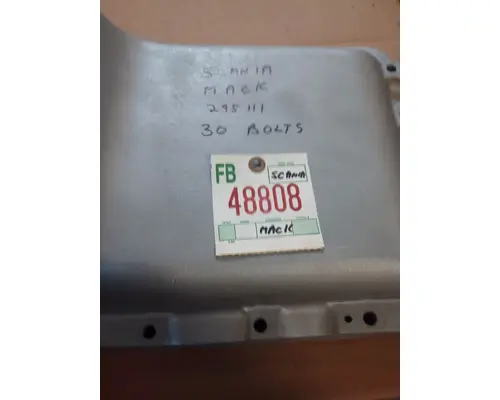 SCANIA
MACK
295111
30 BOLTS
FB
SCANIA
48808
MACK